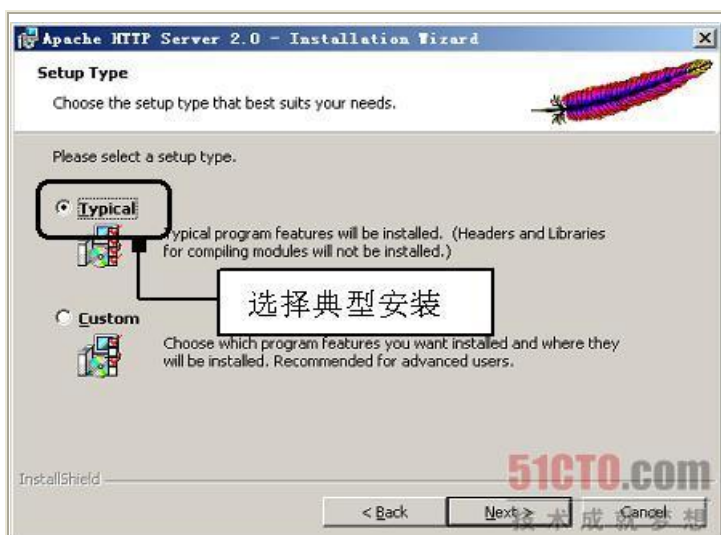 Apache HTTP Server 2.0 - Installation Wizard
Setup Type
Choose the setup type that best suits your needs.
Please select a setup type.
Typical
Typical program features will be installed. (Headers and Libraries
for compiling modules will not be installed.)
选择典型安装
Custom
Choose which program features you want installed and where they
will be installed. Recommended for advanced users.
InstallShield
51CTO.com
< Back
Next >
Cancel
技术成就梦想